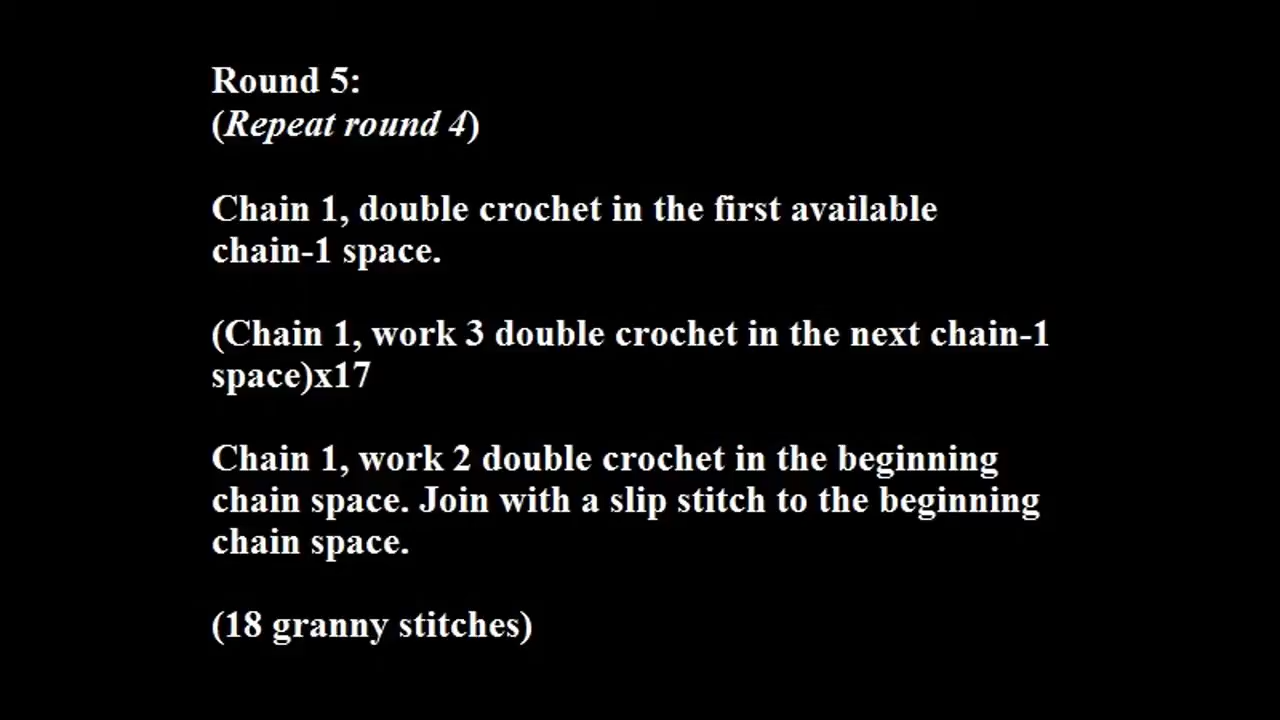 Round 5:
(Repeat round 4)
Chain 1, double crochet in the first available
chain-1 space.
(Chain 1, work 3 double crochet in the next chain-1
space)x17
Chain 1, work 2 double crochet in the beginning
chain space. Join with a slip stitch to the beginning
chain space.
(18 granny stitches)